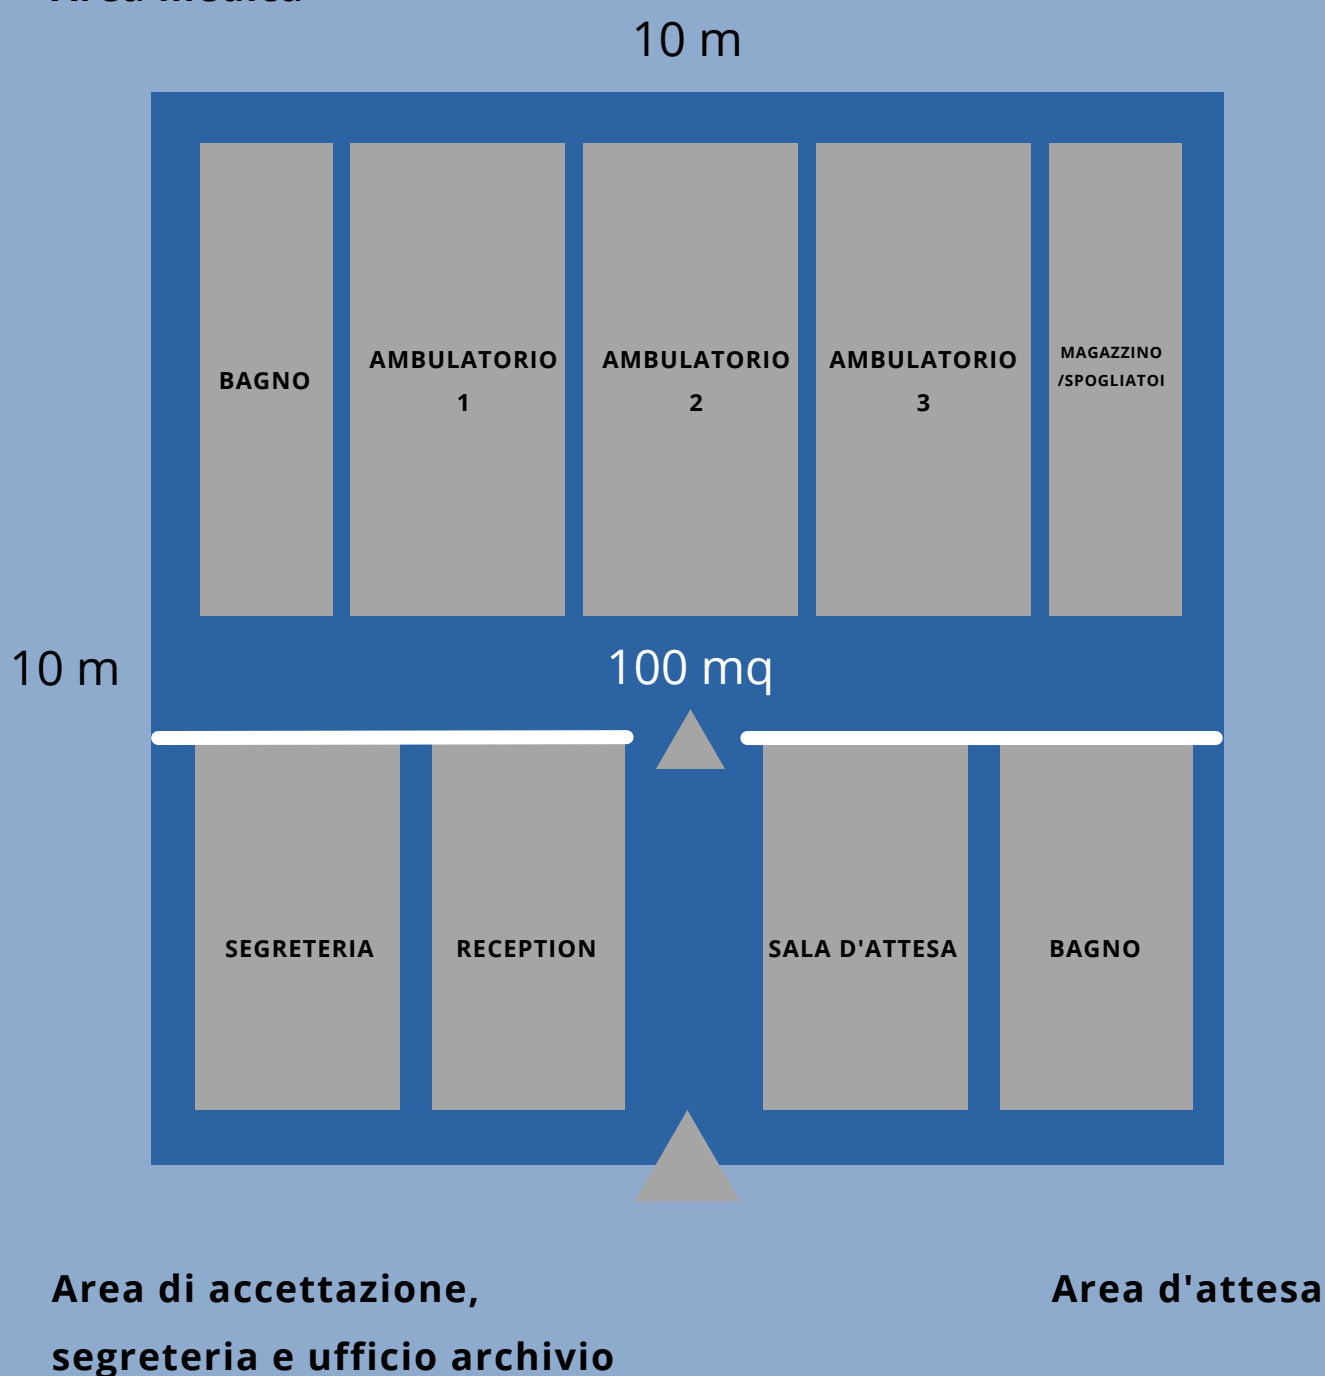 10 m
BAGNO
AMBULATORIO
1
AMBULATORIO
2
AMBULATORIO
3
MAGAZZINO
/SPOGLIATOI
10 m
100 mq
SEGRETERIA
RECEPTION
SALA D'ATTESA
BAGNO
Area di accettazione,
segreteria e ufficio archivio
Area d'attesa